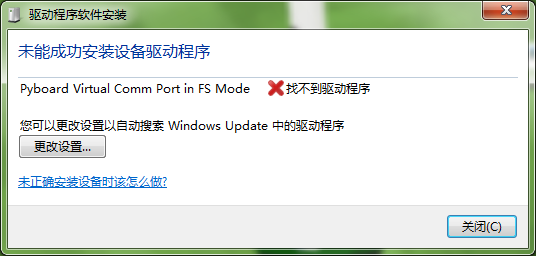 驱动程序软件安装
未能成功安装设备驱动程序
Pyboard Virtual Comm Port in FS Mode 找不到驱动程序
您可以更改设置以自动搜索 Windows Update 中的驱动程序
更改设置...
未正确安装设备时该怎么做?
关闭(C)